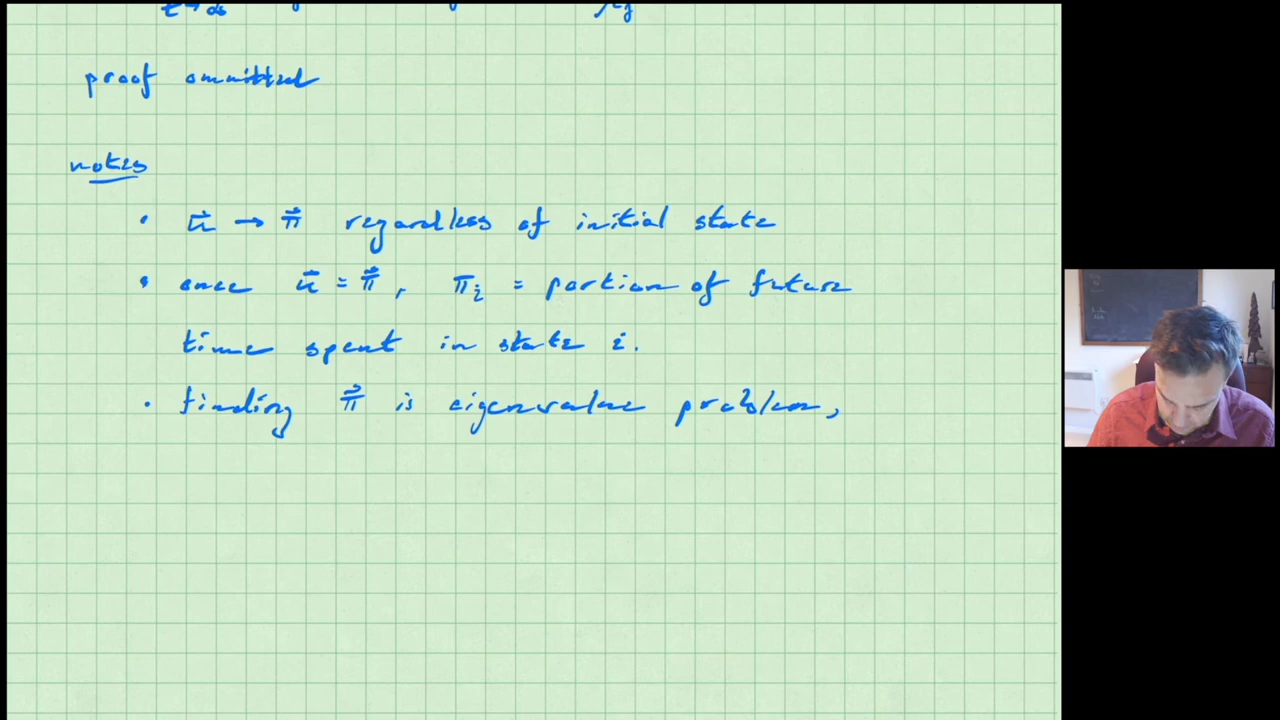 t→∞
proof ommitted
notes
• u⃗ → π⃗ regardless of initial state
• once u⃗ = π⃗, πᵢ = portion of future
time spent in state i.
• finding π⃗ is eigenvalue problem,